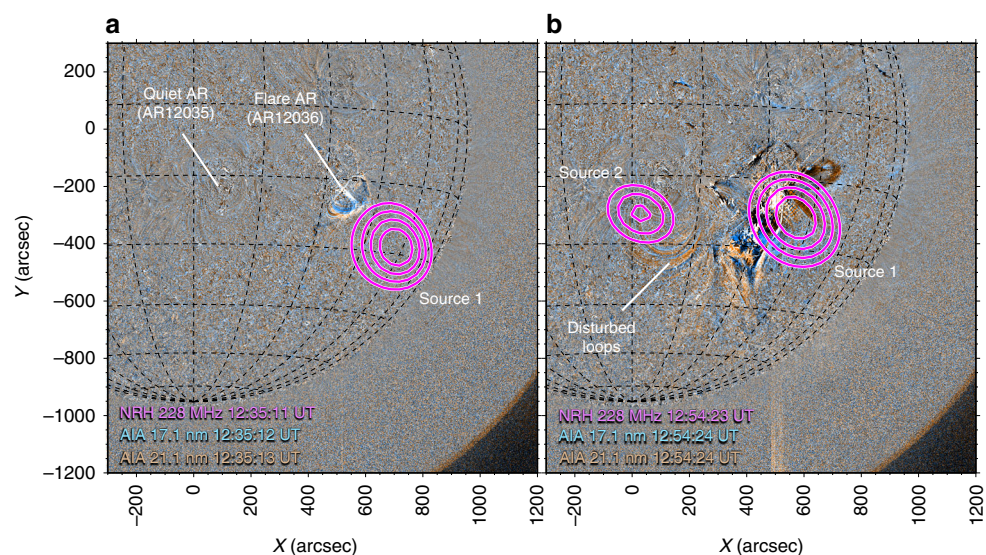 a
b
Quiet AR
(AR12035)
Flare AR
(AR12036)
Source 1
Source 2
Source 1
Disturbed
loops
NRH 228 MHz 12:35:11 UT
AIA 17.1 nm 12:35:12 UT
AIA 21.1 nm 12:35:13 UT
NRH 228 MHz 12:54:23 UT
AIA 17.1 nm 12:54:24 UT
AIA 21.1 nm 12:54:24 UT
Y (arcsec)
200
0
−200
−400
−600
−800
−1000
−1200
−200
0
200
400
600
800
1000
1200
−200
0
200
400
600
800
1000
1200
X (arcsec)
X (arcsec)